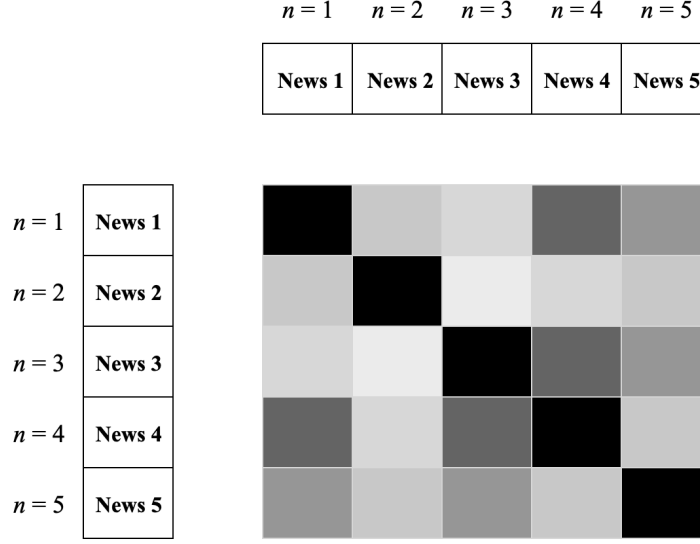 n = 1 n = 2 n = 3 n = 4 n = 5
News 1 News 2 News 3 News 4 News 5
n = 1 News 1
n = 2 News 2
n = 3 News 3
n = 4 News 4
n = 5 News 5